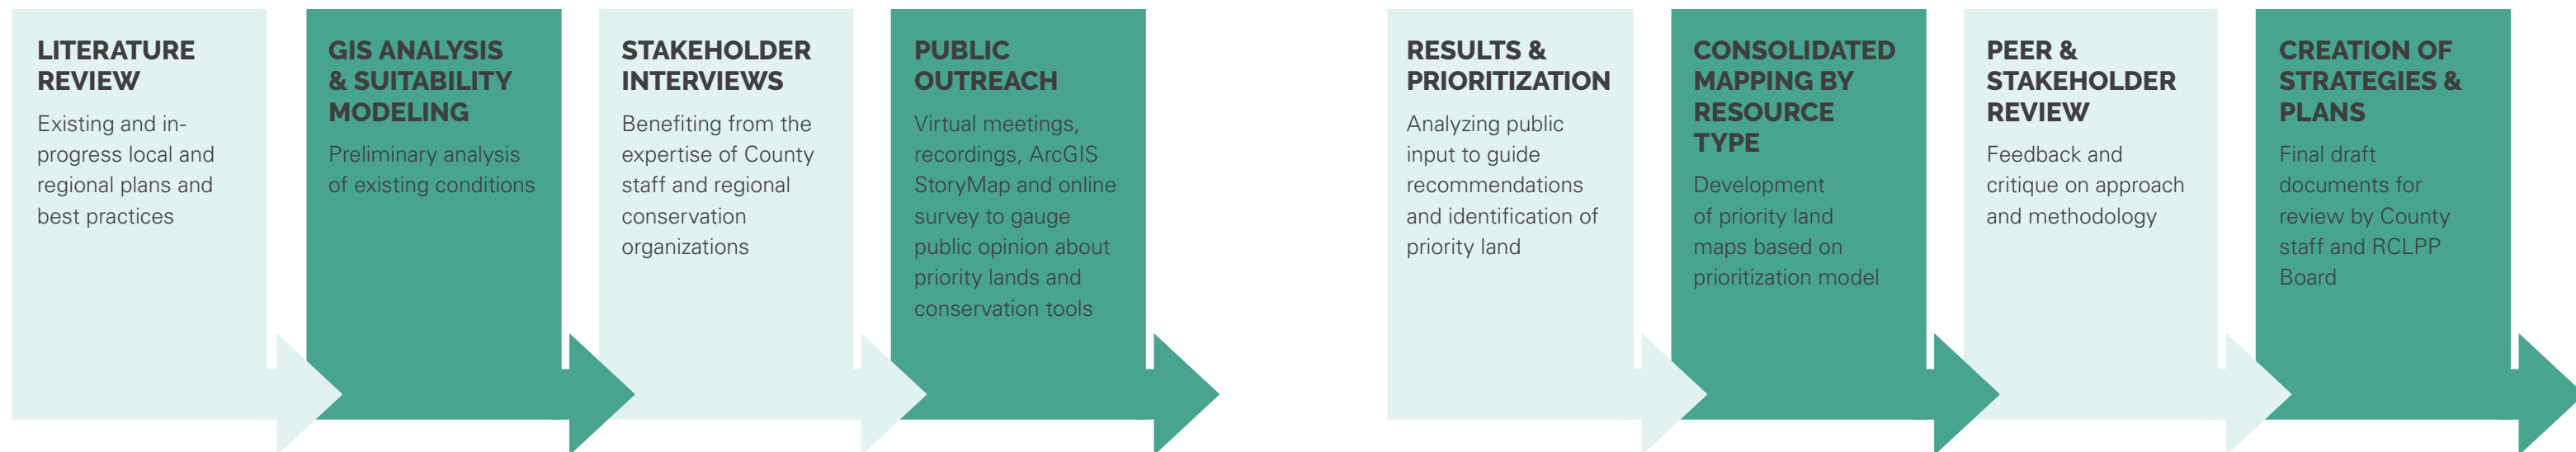 LITERATURE
REVIEW
Existing and in-
progress local and
regional plans and
best practices
GIS ANALYSIS
& SUITABILITY
MODELING
Preliminary analysis
of existing conditions
STAKEHOLDER
INTERVIEWS
Benefiting from the
expertise of County
staff and regional
conservation
organizations
PUBLIC
OUTREACH
Virtual meetings,
recordings, ArcGIS
StoryMap and online
survey to gauge
public opinion about
priority lands and
conservation tools
RESULTS &
PRIORITIZATION
Analyzing public
input to guide
recommendations
and identification of
priority land
CONSOLIDATED
MAPPING BY
RESOURCE
TYPE
Development
of priority land
maps based on
prioritization model
PEER &
STAKEHOLDER
REVIEW
Feedback and
critique on approach
and methodology
CREATION OF
STRATEGIES &
PLANS
Final draft
documents for
review by County
staff and RCLPP
Board